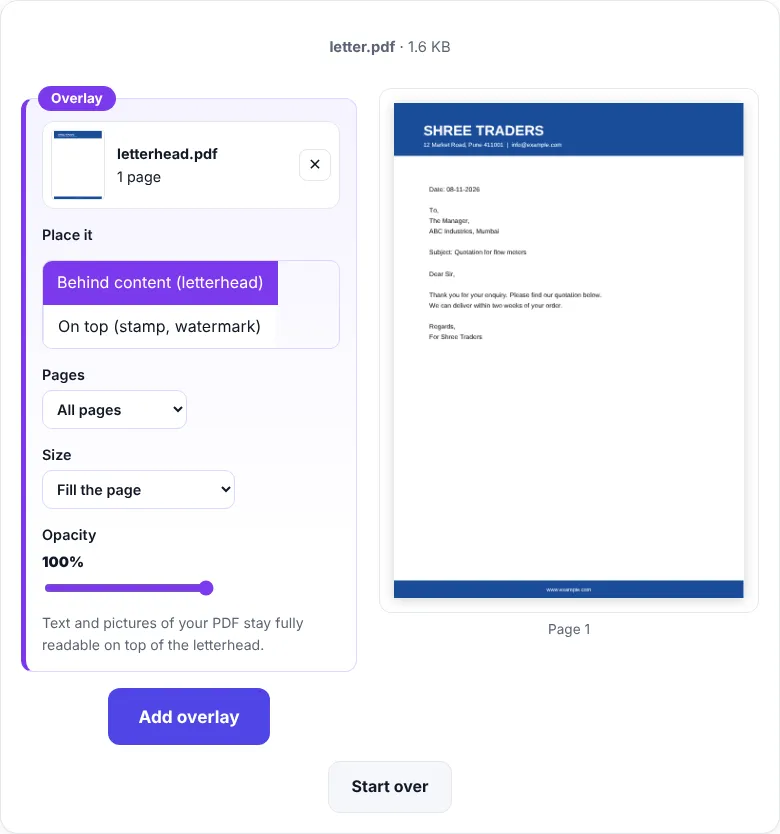 letter.pdf · 1.6 KB
Overlay
letterhead.pdf
1 page
✕
Place it
Behind content (letterhead)
On top (stamp, watermark)
Pages
All pages
Size
Fill the page
Opacity
100%
Text and pictures of your PDF stay fully
readable on top of the letterhead.
Add overlay
SHREE TRADERS
12 Market Road, Pune 411001 | info@example.com
Date: 08-11-2026
To,
The Manager,
ABC Industries, Mumbai
Subject: Quotation for flow meters
Dear Sir,
Thank you for your enquiry. Please find our quotation below.
We can deliver within two weeks of your order.
Regards,
For Shree Traders
www.example.com
Page 1
Start over